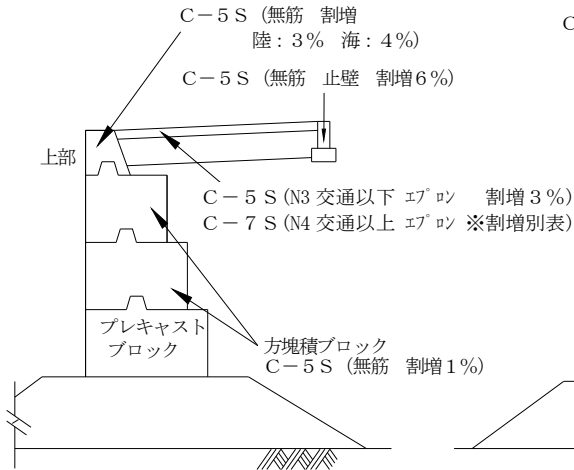 C－5S（無筋　割増
陸：3％　海：4％）
C
C－5S（無筋　止壁　割増6％）
上部
C－5S（N3 交通以下 ｴﾌﾟﾛﾝ　割増3％）
C－7S（N4 交通以上 ｴﾌﾟﾛﾝ ※割増別表）
プレキャスト
ブロック
方塊積ブロック
C－5S（無筋　割増1％）